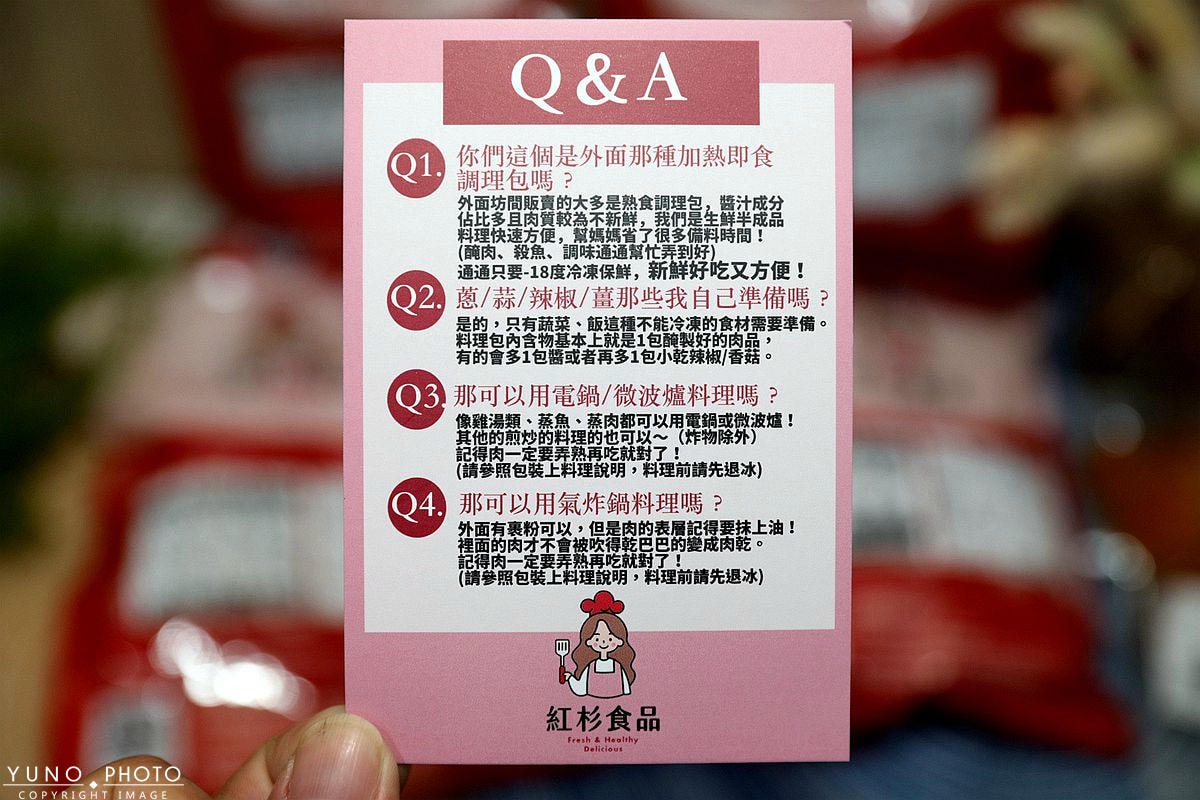 Q&A
Q1. 你們這個是外面那種加熱即食
調理包嗎？
外面坊間販賣的大多是熟食調理包，醬汁成分
佔比多且肉質較為不新鮮，我們是生鮮半成品
料理快速方便，幫媽媽省了很多備料時間！
(醃肉、殺魚、調味通通幫忙弄到好)
通通只要-18度冷凍保鮮，新鮮好吃又方便！
Q2. 蔥/蒜/辣椒/薑那些我自己準備嗎？
是的，只有蔬菜、飯這種不能冷凍的食材需要準備。
料理包內含物基本上就是1包醃製好的肉品，
有的會多1包醬或者再多1包小乾辣椒/香菇。
Q3. 那可以用電鍋/微波爐料理嗎？
像雞湯類、蒸魚、蒸肉都可以用電鍋或微波爐！
其他的煎炒的料理的也可以～（炸物除外）
記得肉一定要弄熟再吃就對了！
(請參照包裝上料理說明，料理前請先退冰)
Q4. 那可以用氣炸鍋料理嗎？
外面有裹粉可以，但是肉的表層記得要抹上油！
裡面的肉才不會被吹得乾巴巴的變成肉乾。
記得肉一定要弄熟再吃就對了！
(請參照包裝上料理說明，料理前請先退冰)
紅杉食品
Fresh & Healthy
Delicious
YUNO PHOTO
COPYRIGHT IMAGE